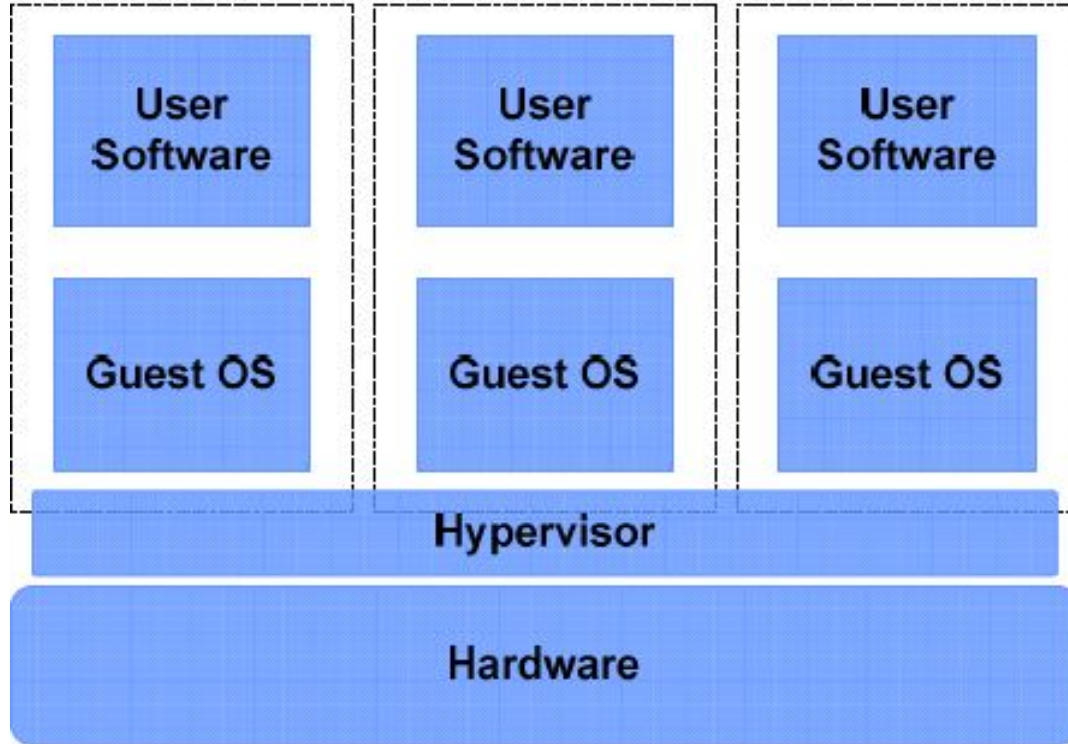 User
Software
User
Software
User
Software
Guest OS
Guest OS
Guest OS
Hypervisor
Hardware